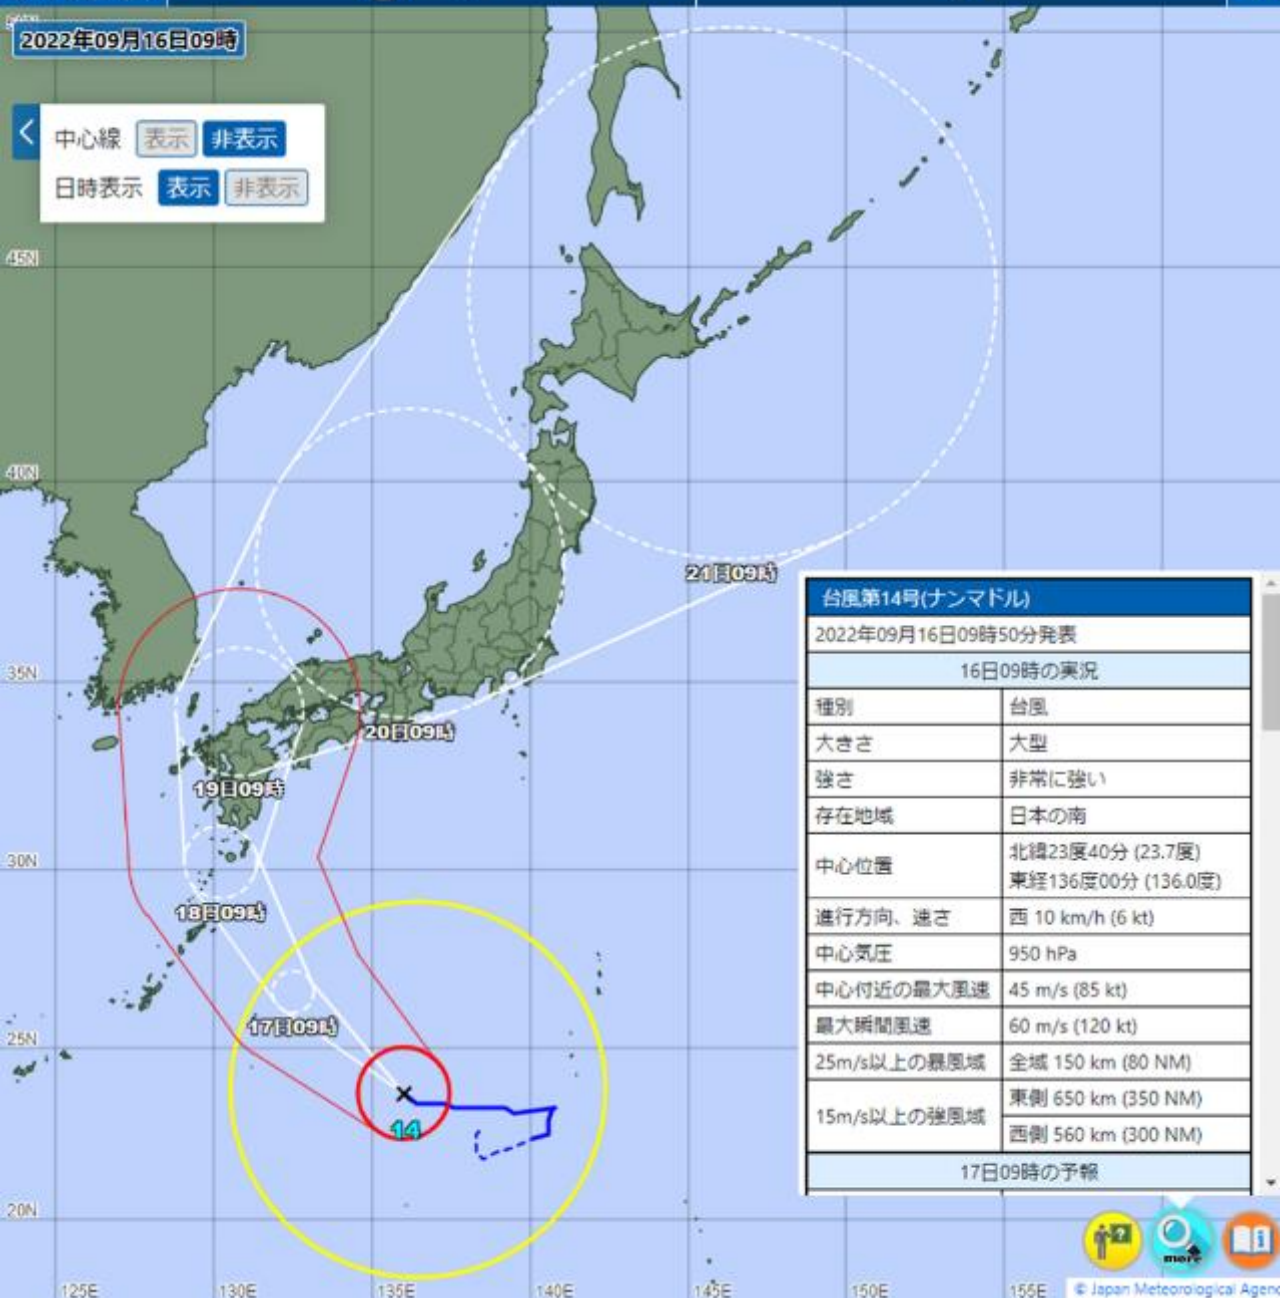 2022年09月16日09時
中心線 表示 非表示
日時表示 表示 非表示
45N
40N
35N
30N
25N
20N
21日09時
20日09時
19日09時
18日09時
17日09時
14
台風第14号(ナンマドル)
2022年09月16日09時50分発表
16日09時の実況
種別 台風
大きさ 大型
強さ 非常に強い
存在地域 日本の南
中心位置 北緯23度40分 (23.7度)
東経136度00分 (136.0度)
進行方向、速さ 西 10 km/h (6 kt)
中心気圧 950 hPa
中心付近の最大風速 45 m/s (85 kt)
最大瞬間風速 60 m/s (120 kt)
25m/s以上の暴風域 全域 150 km (80 NM)
15m/s以上の強風域 東側 650 km (350 NM)
西側 560 km (300 NM)
17日09時の予報
more
125E 130E 135E 140E 145E 150E 155E
© Japan Meteorological Agenc